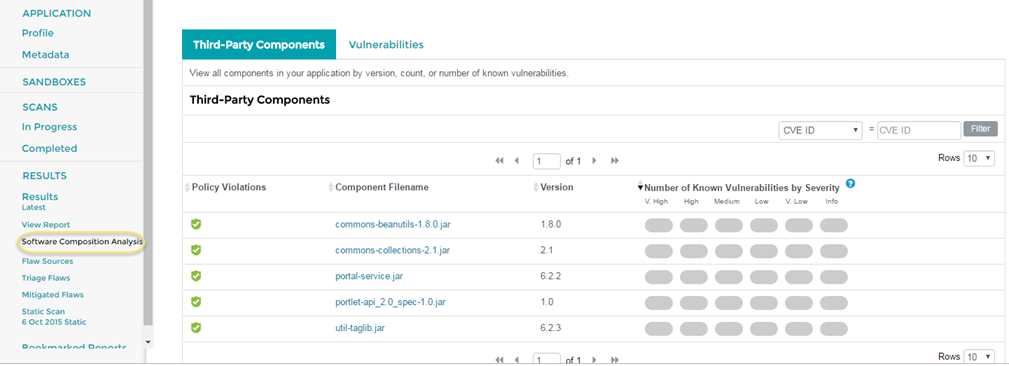 APPLICATION
Profile
Metadata
SANDBOXES
SCANS
In Progress
Completed
RESULTS
Results
Latest
View Report
Software Composition Analysis
Flaw Sources
Triage Flaws
Mitigated Flaws
Static Scan
6 Oct 2015 Static
Bookmarked Reports
Third-Party Components Vulnerabilities
View all components in your application by version, count, or number of known vulnerabilities.
Third-Party Components
CVE ID = CVE ID Filter
1 of 1 Rows 10
Policy Violations Component Filename Version Number of Known Vulnerabilities by Severity ?
V. High High Medium Low V. Low Info
commons-beanutils-1.8.0.jar 1.8.0
commons-collections-2.1.jar 2.1
portal-service.jar 6.2.2
portlet-api_2.0_spec-1.0.jar 1.0
util-taglib.jar 6.2.3
1 of 1 Rows 10